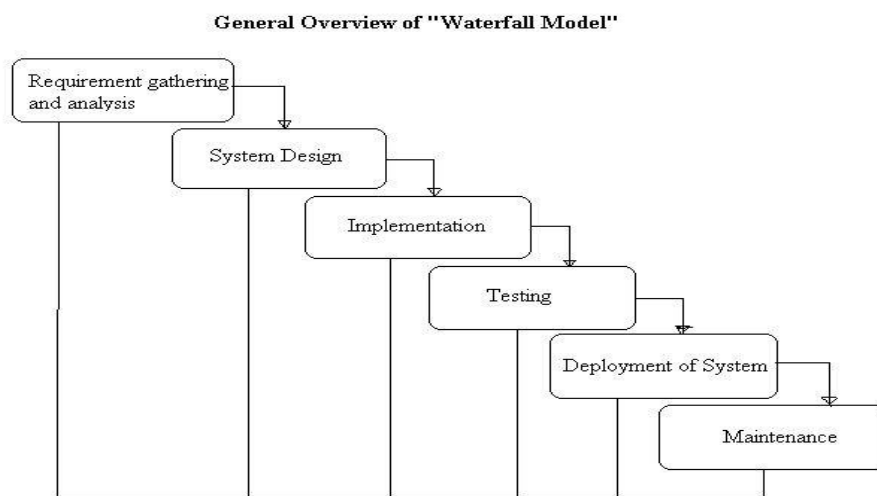 General Overview of "Waterfall Model"
Requirement gathering
and analysis
System Design
Implementation
Testing
Deployment of System
Maintenance